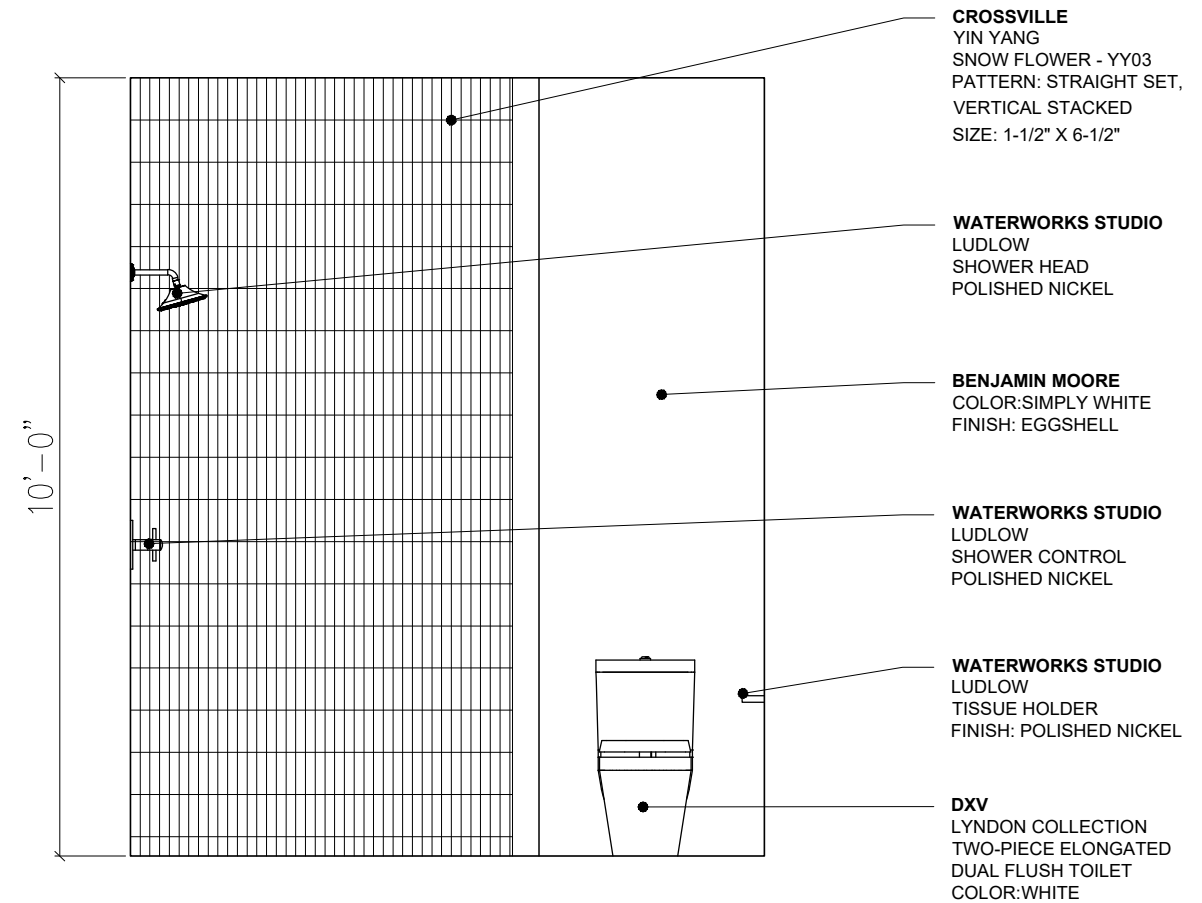 CROSSVILLE
YIN YANG
SNOW FLOWER - YY03
PATTERN: STRAIGHT SET,
VERTICAL STACKED
SIZE: 1-1/2" X 6-1/2"
WATERWORKS STUDIO
LUDLOW
SHOWER HEAD
POLISHED NICKEL
BENJAMIN MOORE
COLOR:SIMPLY WHITE
FINISH: EGGSHELL
10'-0"
WATERWORKS STUDIO
LUDLOW
SHOWER CONTROL
POLISHED NICKEL
WATERWORKS STUDIO
LUDLOW
TISSUE HOLDER
FINISH: POLISHED NICKEL
DXV
LYNDON COLLECTION
TWO-PIECE ELONGATED
DUAL FLUSH TOILET
COLOR:WHITE